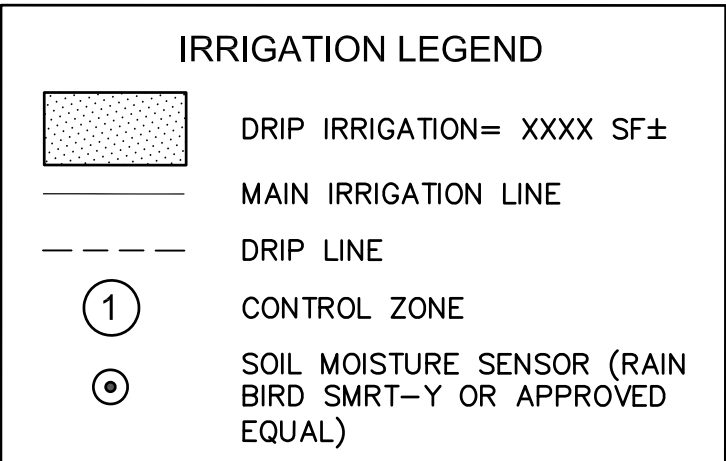 IRRIGATION LEGEND
DRIP IRRIGATION= XXXX SF±
MAIN IRRIGATION LINE
DRIP LINE
1 CONTROL ZONE
SOIL MOISTURE SENSOR (RAIN
BIRD SMRT-Y OR APPROVED
EQUAL)